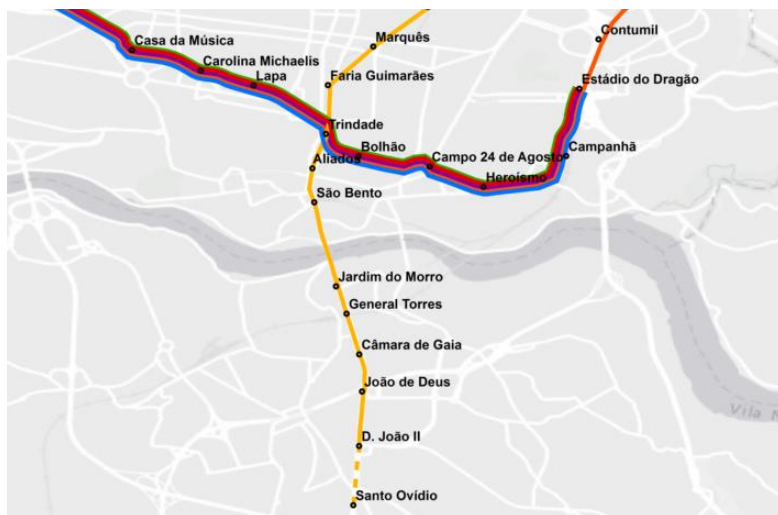 Contumil
Casa da Música
Marquês
Carolina Michaelis
Lapa
Faria Guimarães
Estádio do Dragão
Trindade
Bolhão
Aliados
Campo 24 de Agosto
Campanhã
Heroísmo
São Bento
Jardim do Morro
General Torres
Câmara de Gaia
João de Deus
Vila N
D. João II
Santo Ovídio